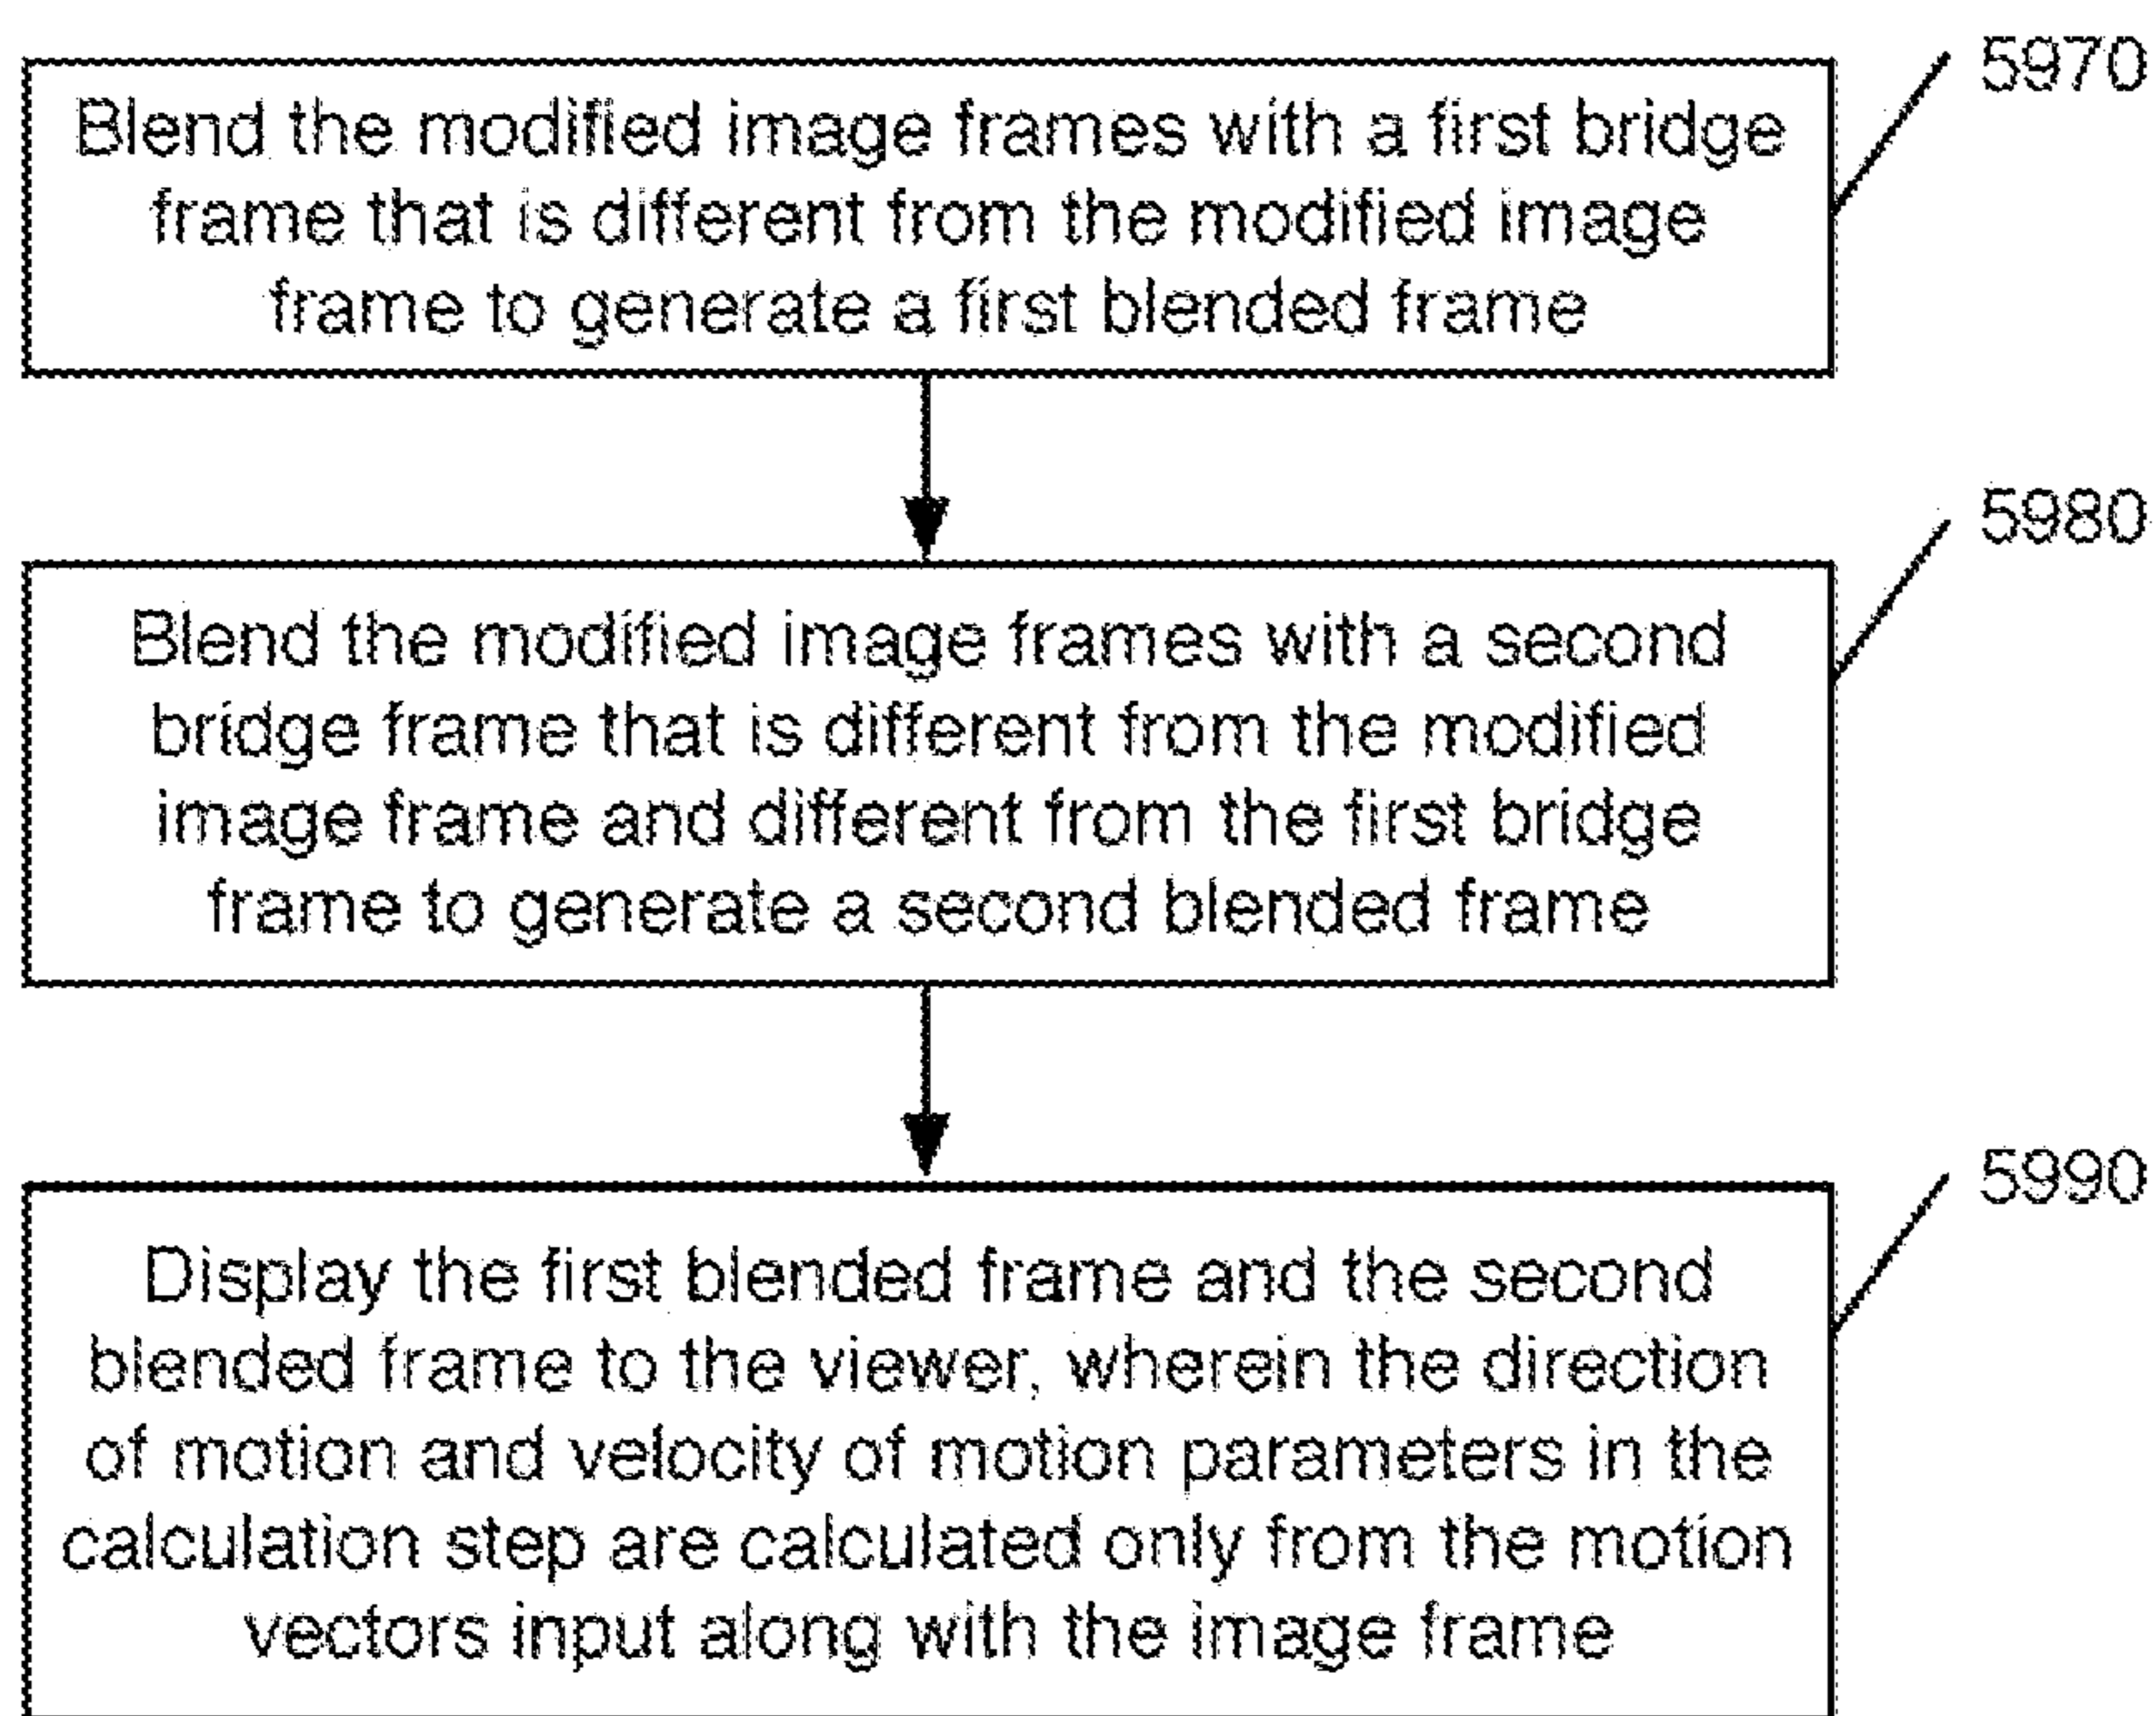 5970
Blend the modified image frames with a first bridge
frame that is different from the modified image
frame to generate a first blended frame
5980
Blend the modified image frames with a second
bridge frame that is different from the modified
image frame and different from the first bridge
frame to generate a second blended frame
5990
Display the first blended frame and the second
blended frame to the viewer, wherein the direction
of motion and velocity of motion parameters in the
calculation step are calculated only from the motion
vectors input along with the image frame